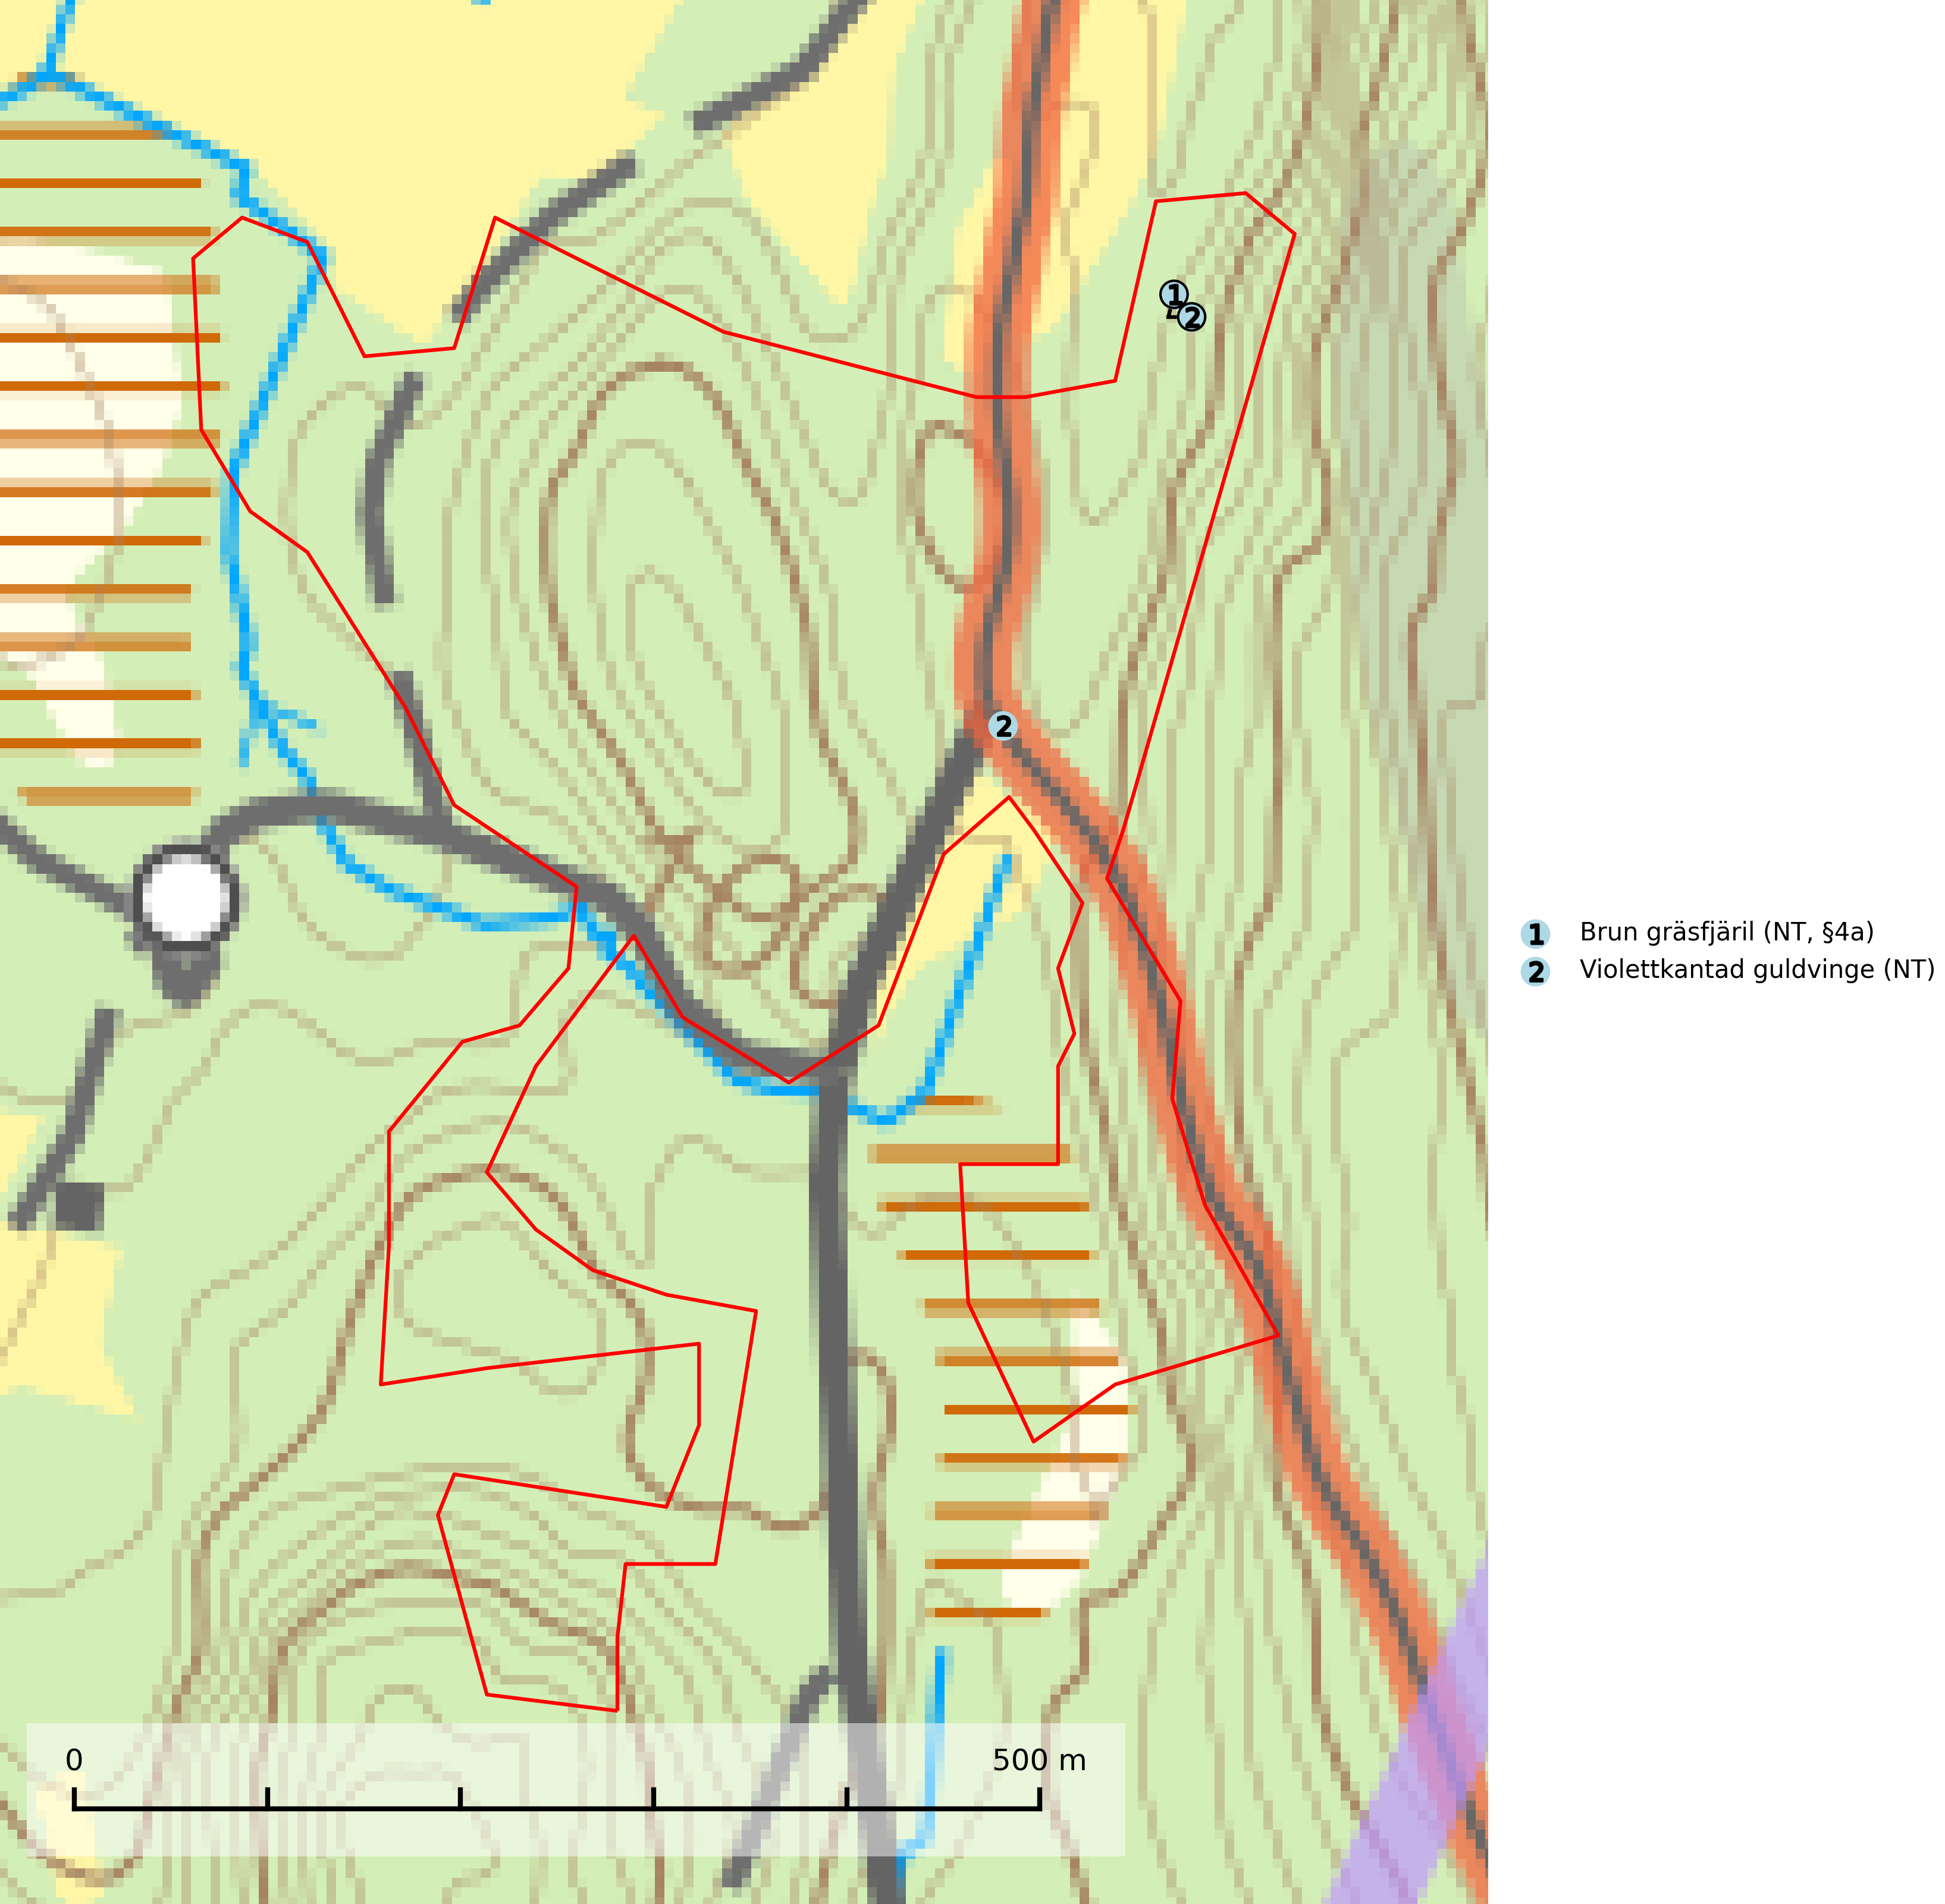 1
2
2
1 Brun gräsfjäril (NT, §4a)
2 Violettkantad guldvinge (NT)
0 500 m